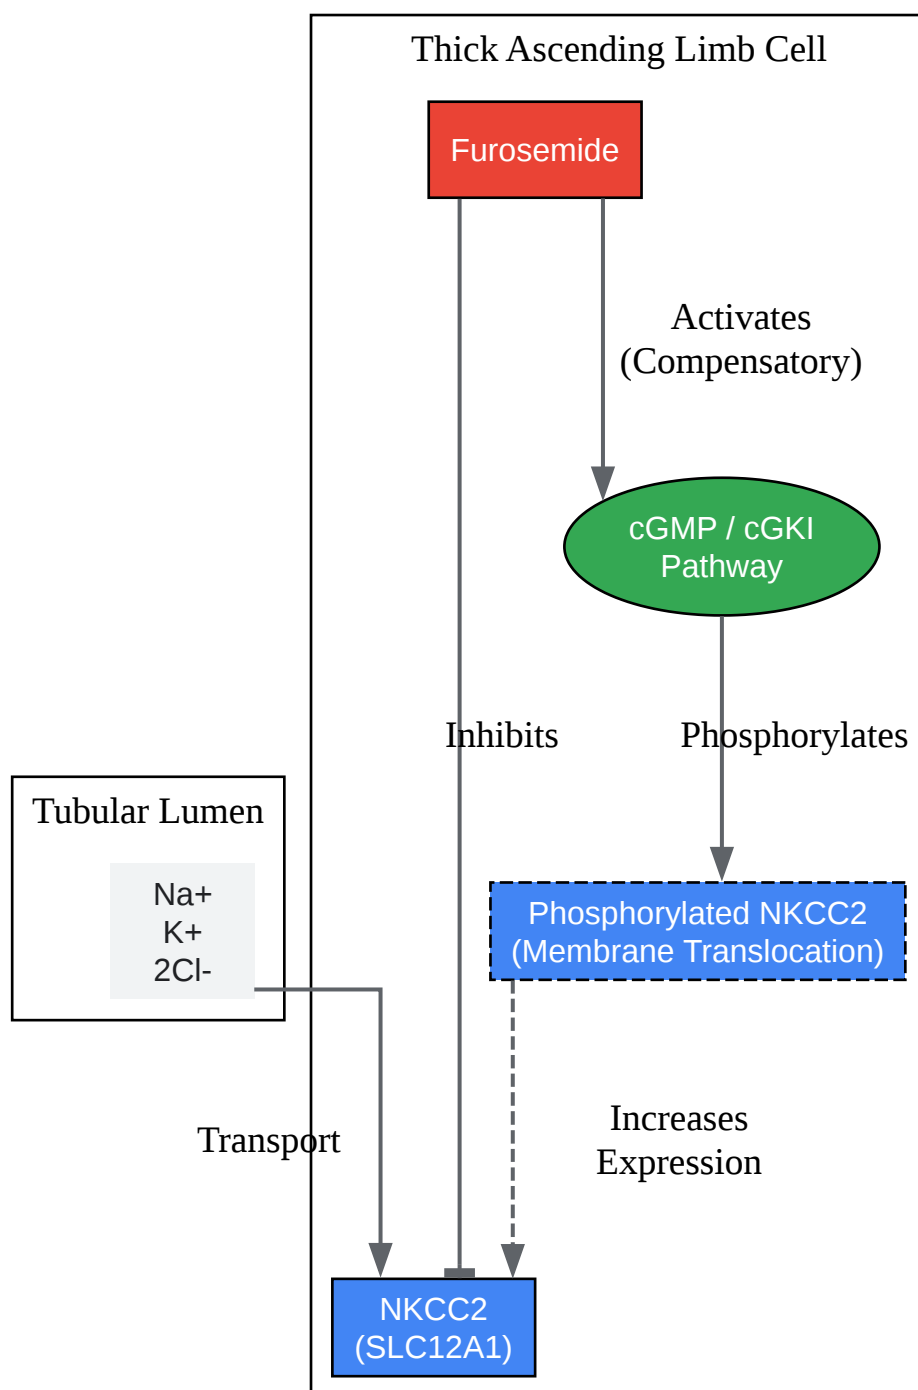 Thick Ascending Limb Cell
Furosemide
Activates
(Compensatory)
cGMP / cGKI
Pathway
Inhibits
Phosphorylates
Tubular Lumen
Na+
K+
2Cl-
Phosphorylated NKCC2
(Membrane Translocation)
Transport
Increases
Expression
NKCC2
(SLC12A1)